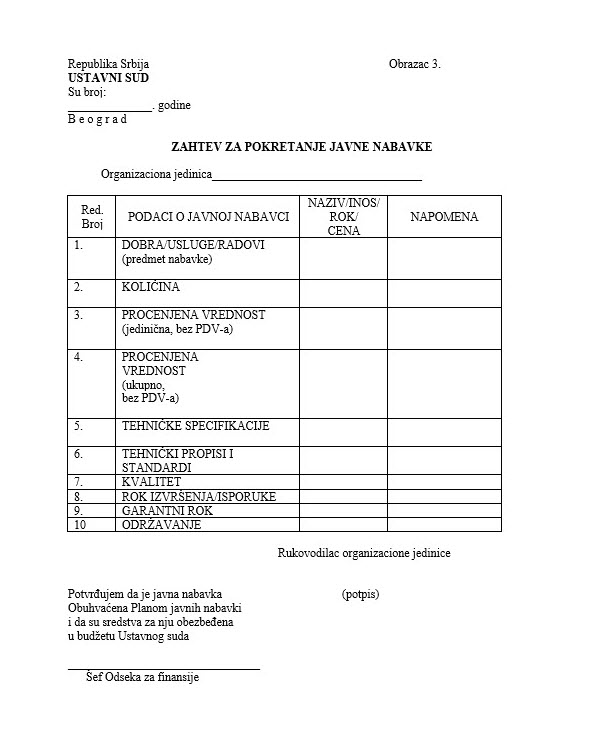 Republika Srbija Obrazac 3.
USTAVNI SUD
Su broj:
______________. godine
B e o g r a d
ZAHTEV ZA POKRETANJE JAVNE NABAVKE
Organizaciona jedinica___________________________________
Red.
Broj
PODACI O JAVNOJ NABAVCI
NAZIV/INOS/
ROK/
CENA
NAPOMENA
1. DOBRA/USLUGE/RADOVI
(predmet nabavke)
2. KOLIČINA
3. PROCENJENA VREDNOST
(jedinična, bez PDV-a)
4. PROCENJENA
VREDNOST
(ukupno,
bez PDV-a)
5. TEHNIČKE SPECIFIKACIJE
6. TEHNIČKI PROPISI I
STANDARDI
7. KVALITET
8. ROK IZVRŠENJA/ISPORUKE
9. GARANTNI ROK
10 ODRŽAVANJE
Rukovodilac organizacione jedinice
Potvrđujem da je javna nabavka (potpis)
Obuhvaćena Planom javnih nabavki
i da su sredstva za nju obezbeđena
u budžetu Ustavnog suda
________________________________
Šef Odseka za finansije